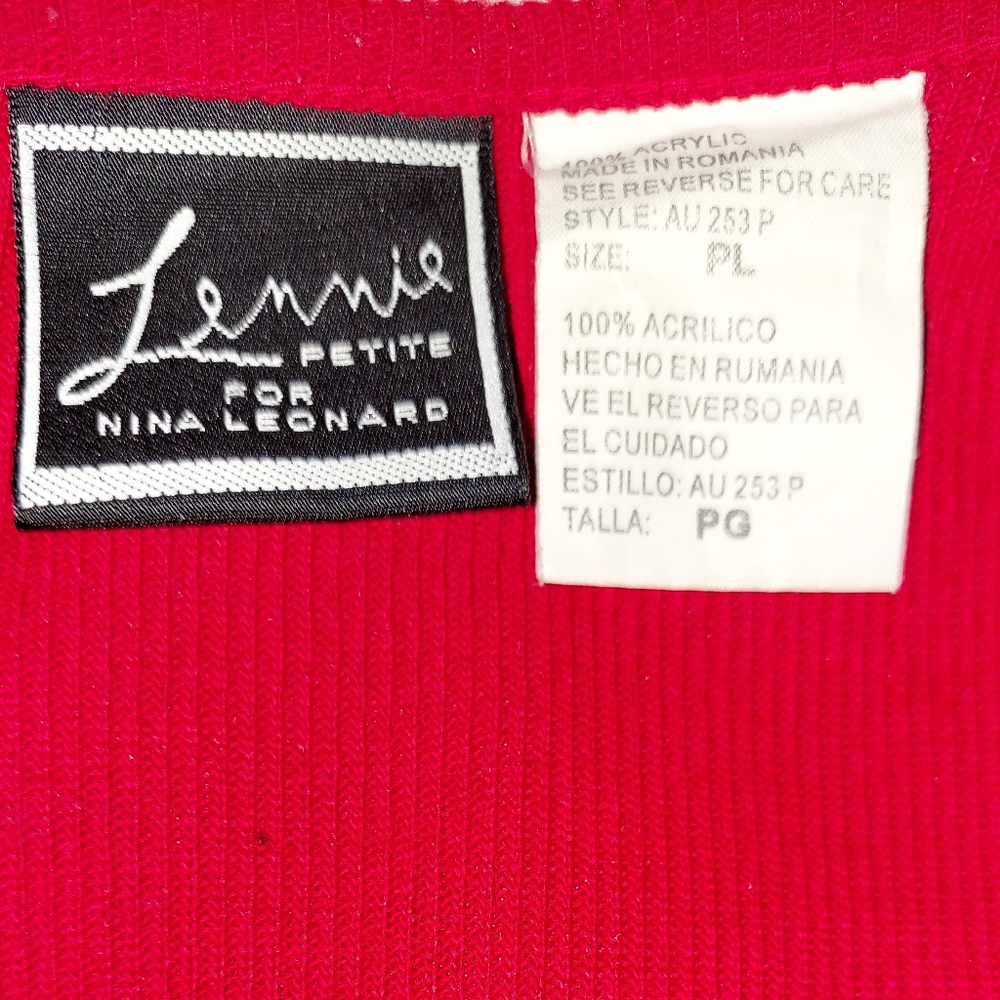 Lennie
PETITE
FOR
NINA LEONARD
100% ACRYLIC
MADE IN ROMANIA
SEE REVERSE FOR CARE
STYLE: AU 253 P
SIZE: PL
100% ACRILICO
HECHO EN RUMANIA
VE EL REVERSO PARA
EL CUIDADO
ESTILLO: AU 253 P
TALLA: PG